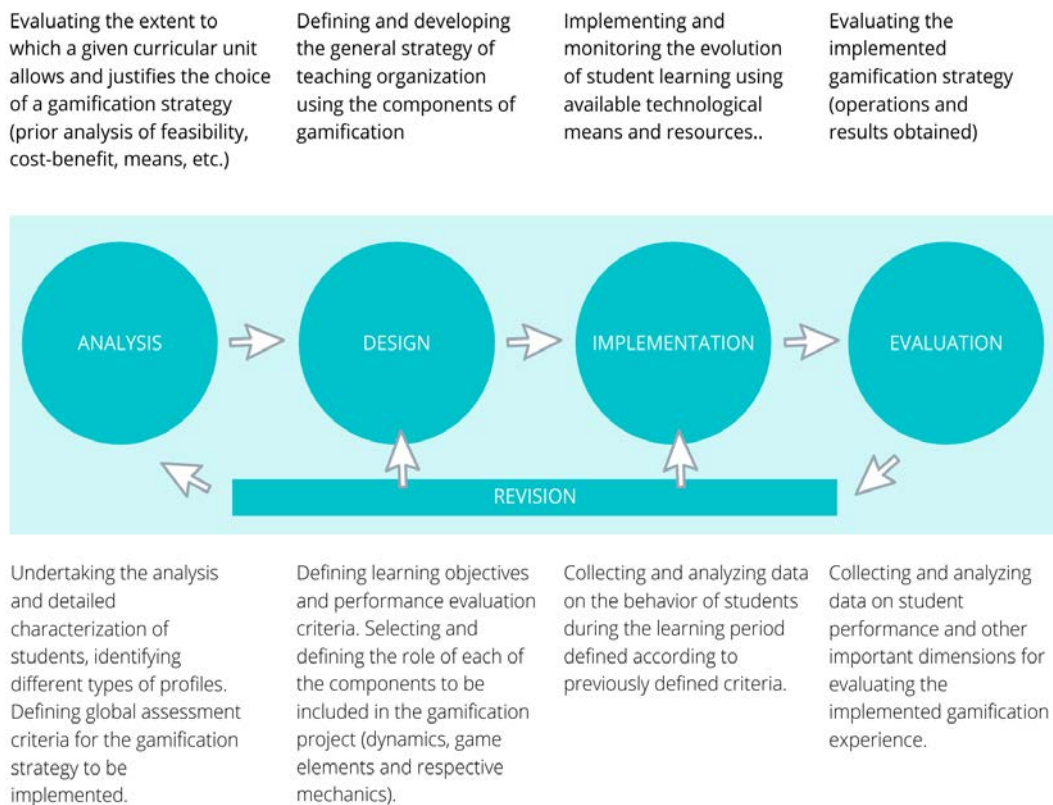 Evaluating the extent to
which a given curricular unit
allows and justifies the choice
of a gamification strategy
(prior analysis of feasibility,
cost-benefit, means, etc.)
Defining and developing
the general strategy of
teaching organization
using the components of
gamification
Implementing and
monitoring the evolution
of student learning using
available technological
means and resources..
Evaluating the
implemented
gamification strategy
(operations and
results obtained)
ANALYSIS
DESIGN
IMPLEMENTATION
EVALUATION
REVISION
Undertaking the analysis
and detailed
characterization of
students, identifying
different types of profiles.
Defining global assessment
criteria for the gamification
strategy to be
implemented.
Defining learning objectives
and performance evaluation
criteria. Selecting and
defining the role of each of
the components to be
included in the gamification
project (dynamics, game
elements and respective
mechanics).
Collecting and analyzing data
on the behavior of students
during the learning period
defined according to
previously defined criteria.
Collecting and analyzing
data on student
performance and other
important dimensions for
evaluating the
implemented gamification
experience.